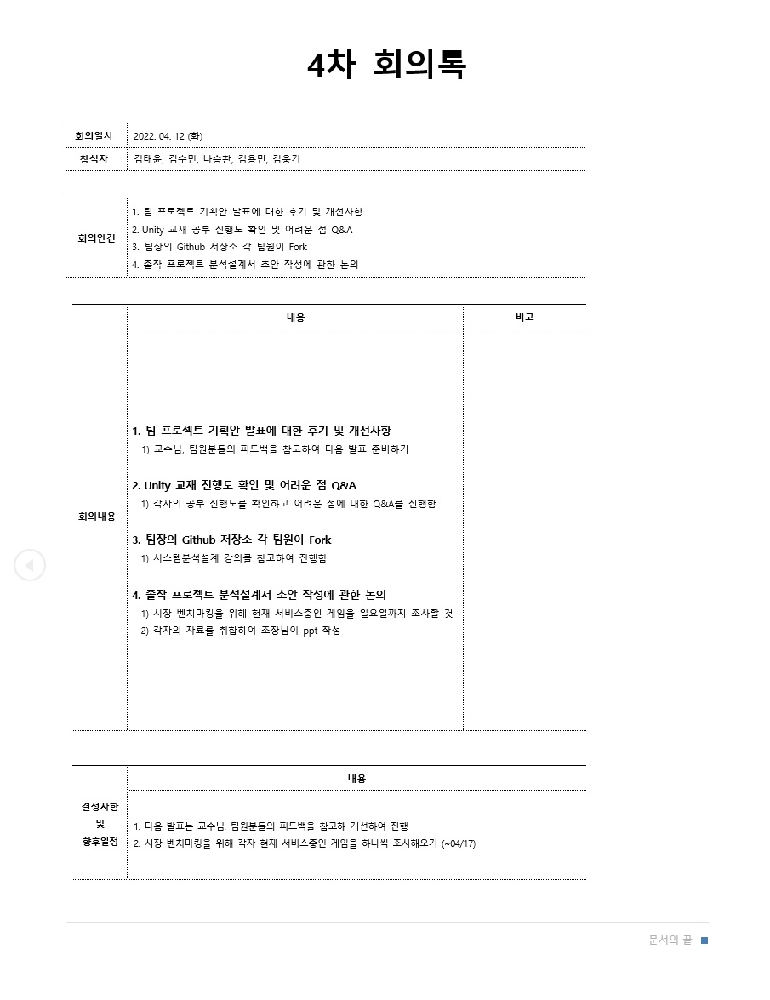 4차 회의록
회의일시 2022. 04. 12 (화)
참석자 김태윤, 김수민, 나승환, 김용민, 김웅기
회의안건
1. 팀 프로젝트 기획안 발표에 대한 후기 및 개선사항
2. Unity 교재 공부 진행도 확인 및 어려운 점 Q&A
3. 팀장의 Github 저장소 각 팀원이 Fork
4. 졸작 프로젝트 분석설계서 초안 작성에 관한 논의
내용 비고
회의내용
1. 팀 프로젝트 기획안 발표에 대한 후기 및 개선사항
1) 교수님, 팀원분들의 피드백을 참고하여 다음 발표 준비하기
2. Unity 교재 진행도 확인 및 어려운 점 Q&A
1) 각자의 공부 진행도를 확인하고 어려운 점에 대한 Q&A를 진행함
3. 팀장의 Github 저장소 각 팀원이 Fork
1) 시스템분석설계 강의를 참고하여 진행함
4. 졸작 프로젝트 분석설계서 초안 작성에 관한 논의
1) 시장 벤치마킹을 위해 현재 서비스중인 게임을 일요일까지 조사할 것
2) 각자의 자료를 취합하여 조장님이 ppt 작성
내용
결정사항
및
향후일정
1. 다음 발표는 교수님, 팀원분들의 피드백을 참고해 개선하여 진행
2. 시장 벤치마킹을 위해 각자 현재 서비스중인 게임을 하나씩 조사해오기 (~04/17)
문서의 끝